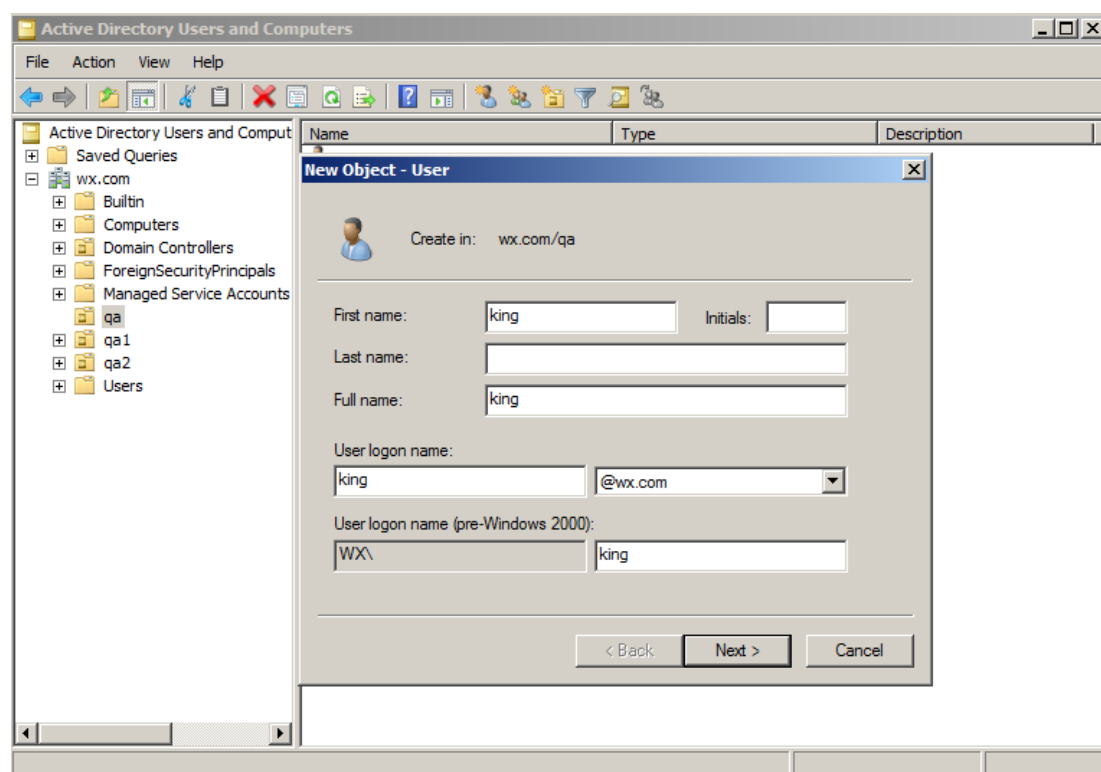 Active Directory Users and Computers
File Action View Help
Active Directory Users and Comput
Saved Queries
wx.com
Builtin
Computers
Domain Controllers
ForeignSecurityPrincipals
Managed Service Accounts
qa
qa1
qa2
Users
Name Type Description
New Object - User
Create in: wx.com/qa
First name: king Initials:
Last name:
Full name: king
User logon name:
king @wx.com
User logon name (pre-Windows 2000):
WX\ king
< Back Next > Cancel